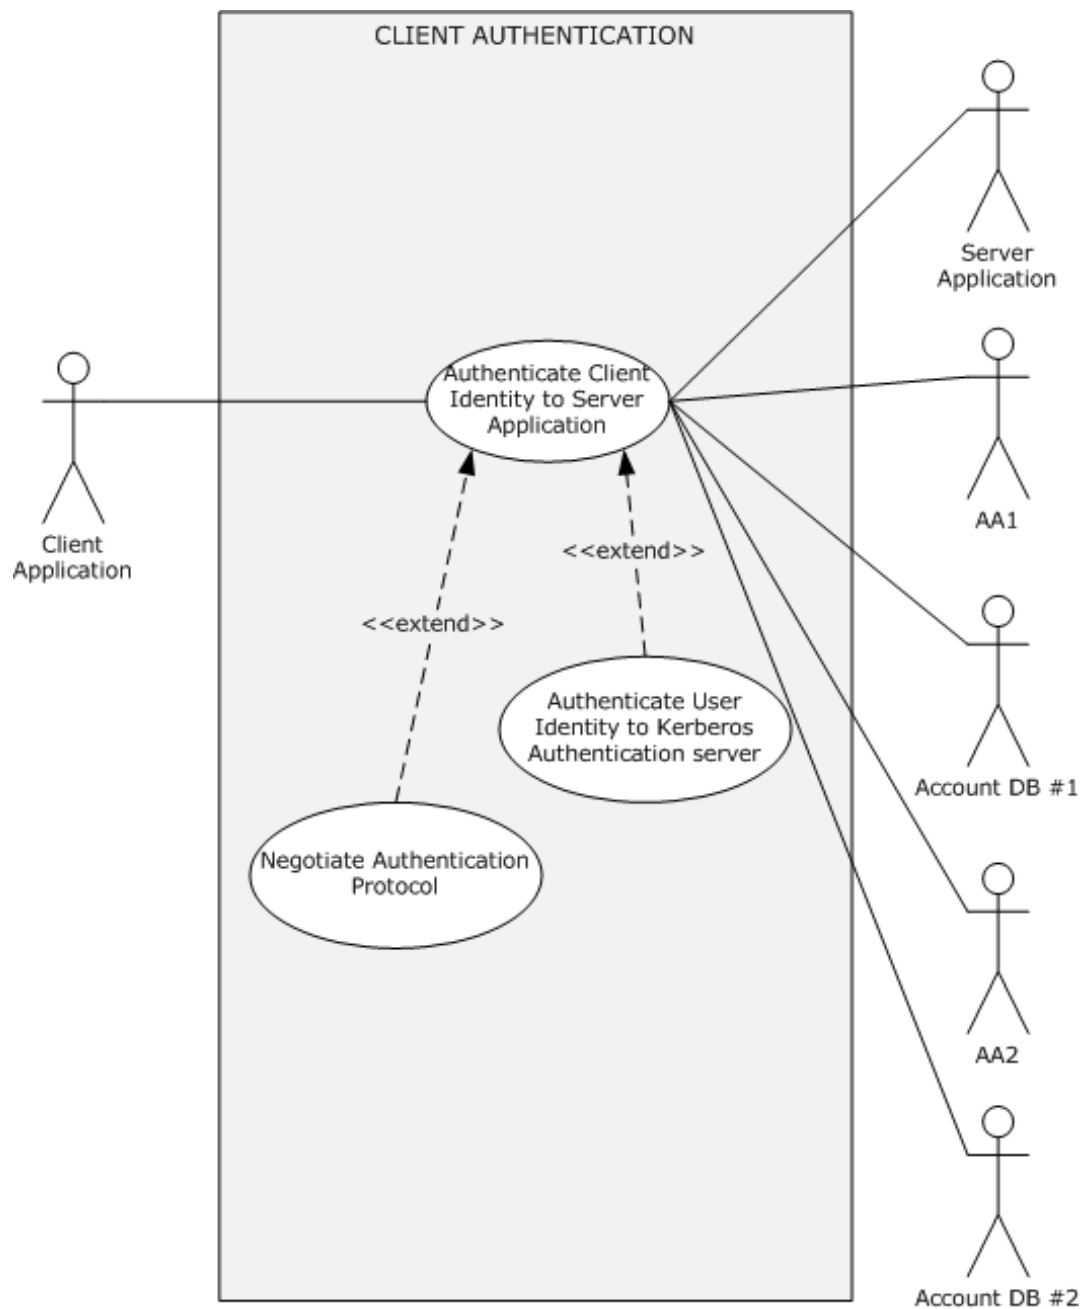 CLIENT AUTHENTICATION
Server
Application
Authenticate Client
Identity to Server
Application
AA1
Client
Application
<<extend>>
<<extend>>
Authenticate User
Identity to Kerberos
Authentication server
Account DB #1
Negotiate Authentication
Protocol
AA2
Account DB #2